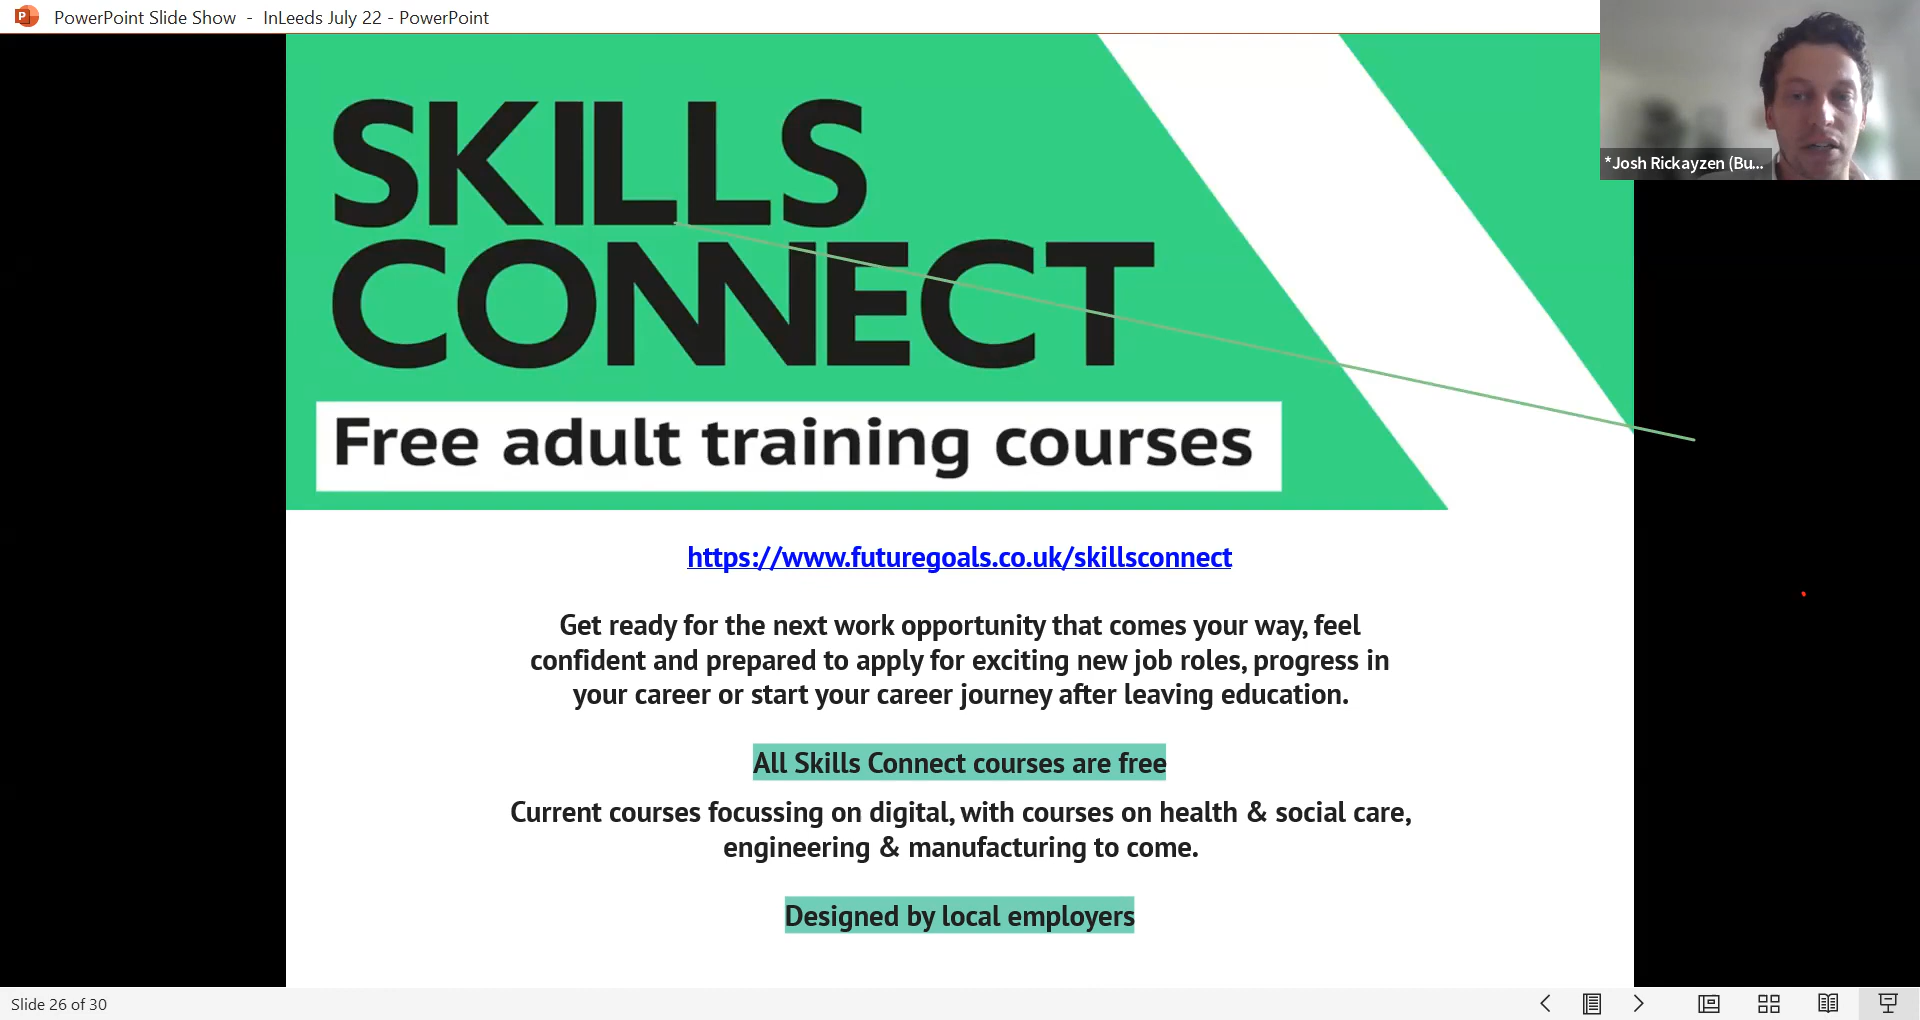 PowerPoint Slide Show - InLeeds July 22 - PowerPoint
*Josh Rickayzen (Bu...
SKILLS
CONNECT
Free adult training courses
https://www.futuregoals.co.uk/skillsconnect
Get ready for the next work opportunity that comes your way, feel
confident and prepared to apply for exciting new job roles, progress in
your career or start your career journey after leaving education.
All Skills Connect courses are free
Current courses focussing on digital, with courses on health & social care,
engineering & manufacturing to come.
Designed by local employers
Slide 26 of 30